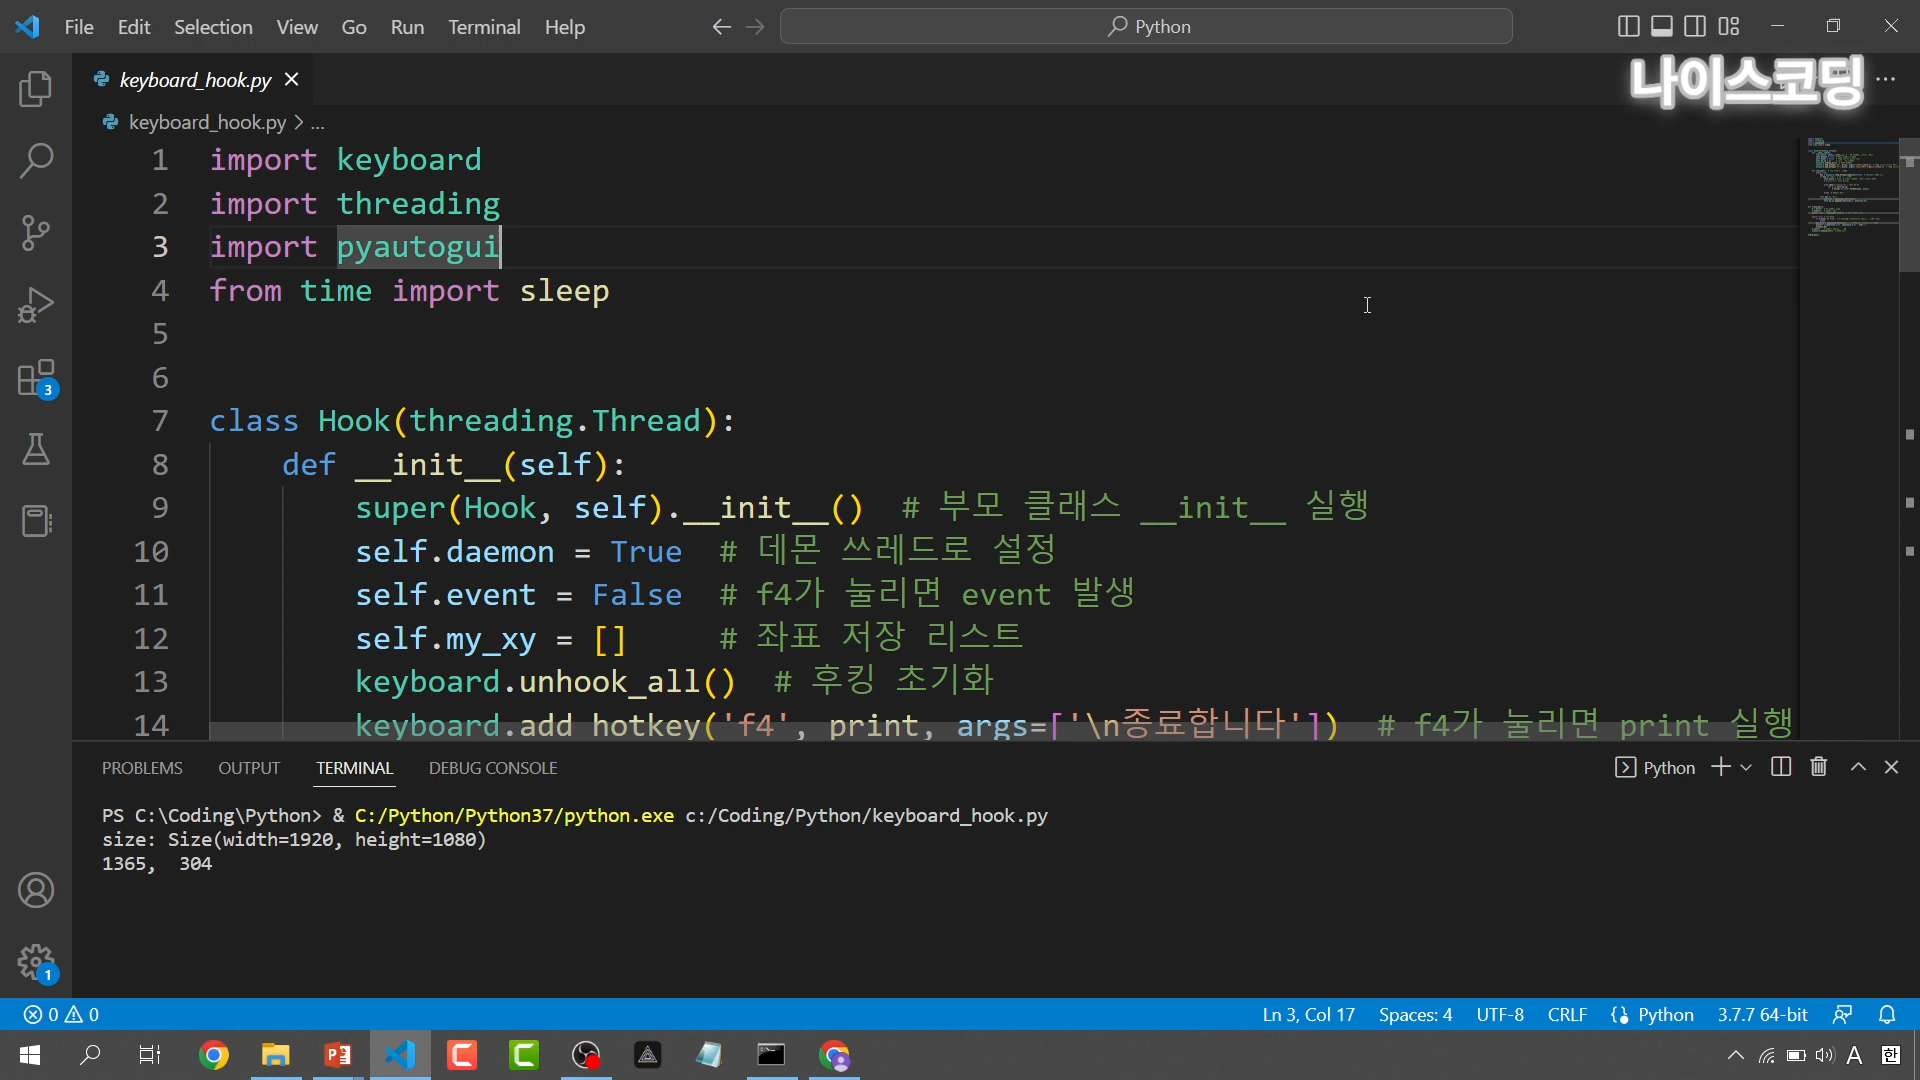 File Edit Selection View Go Run Terminal Help
Python
나이스코딩
keyboard_hook.py
keyboard_hook.py > ...
1 import keyboard
2 import threading
3 import pyautogui
4 from time import sleep
5
6
7 class Hook(threading.Thread):
8 def __init__(self):
9 super(Hook, self).__init__() # 부모 클래스 __init__ 실행
10 self.daemon = True # 데몬 쓰레드로 설정
11 self.event = False # f4가 눌리면 event 발생
12 self.my_xy = [] # 좌표 저장 리스트
13 keyboard.unhook_all() # 후킹 초기화
14 keyboard.add_hotkey('f4', print, args=['\n종료합니다']) # f4가 눌리면 print 실행
PROBLEMS OUTPUT TERMINAL DEBUG CONSOLE
Python
PS C:\Coding\Python> & C:/Python/Python37/python.exe c:/Coding/Python/keyboard_hook.py
size: Size(width=1920, height=1080)
1365, 304
3
1
0 0
Ln 3, Col 17 Spaces: 4 UTF-8 CRLF Python 3.7.7 64-bit
A 한